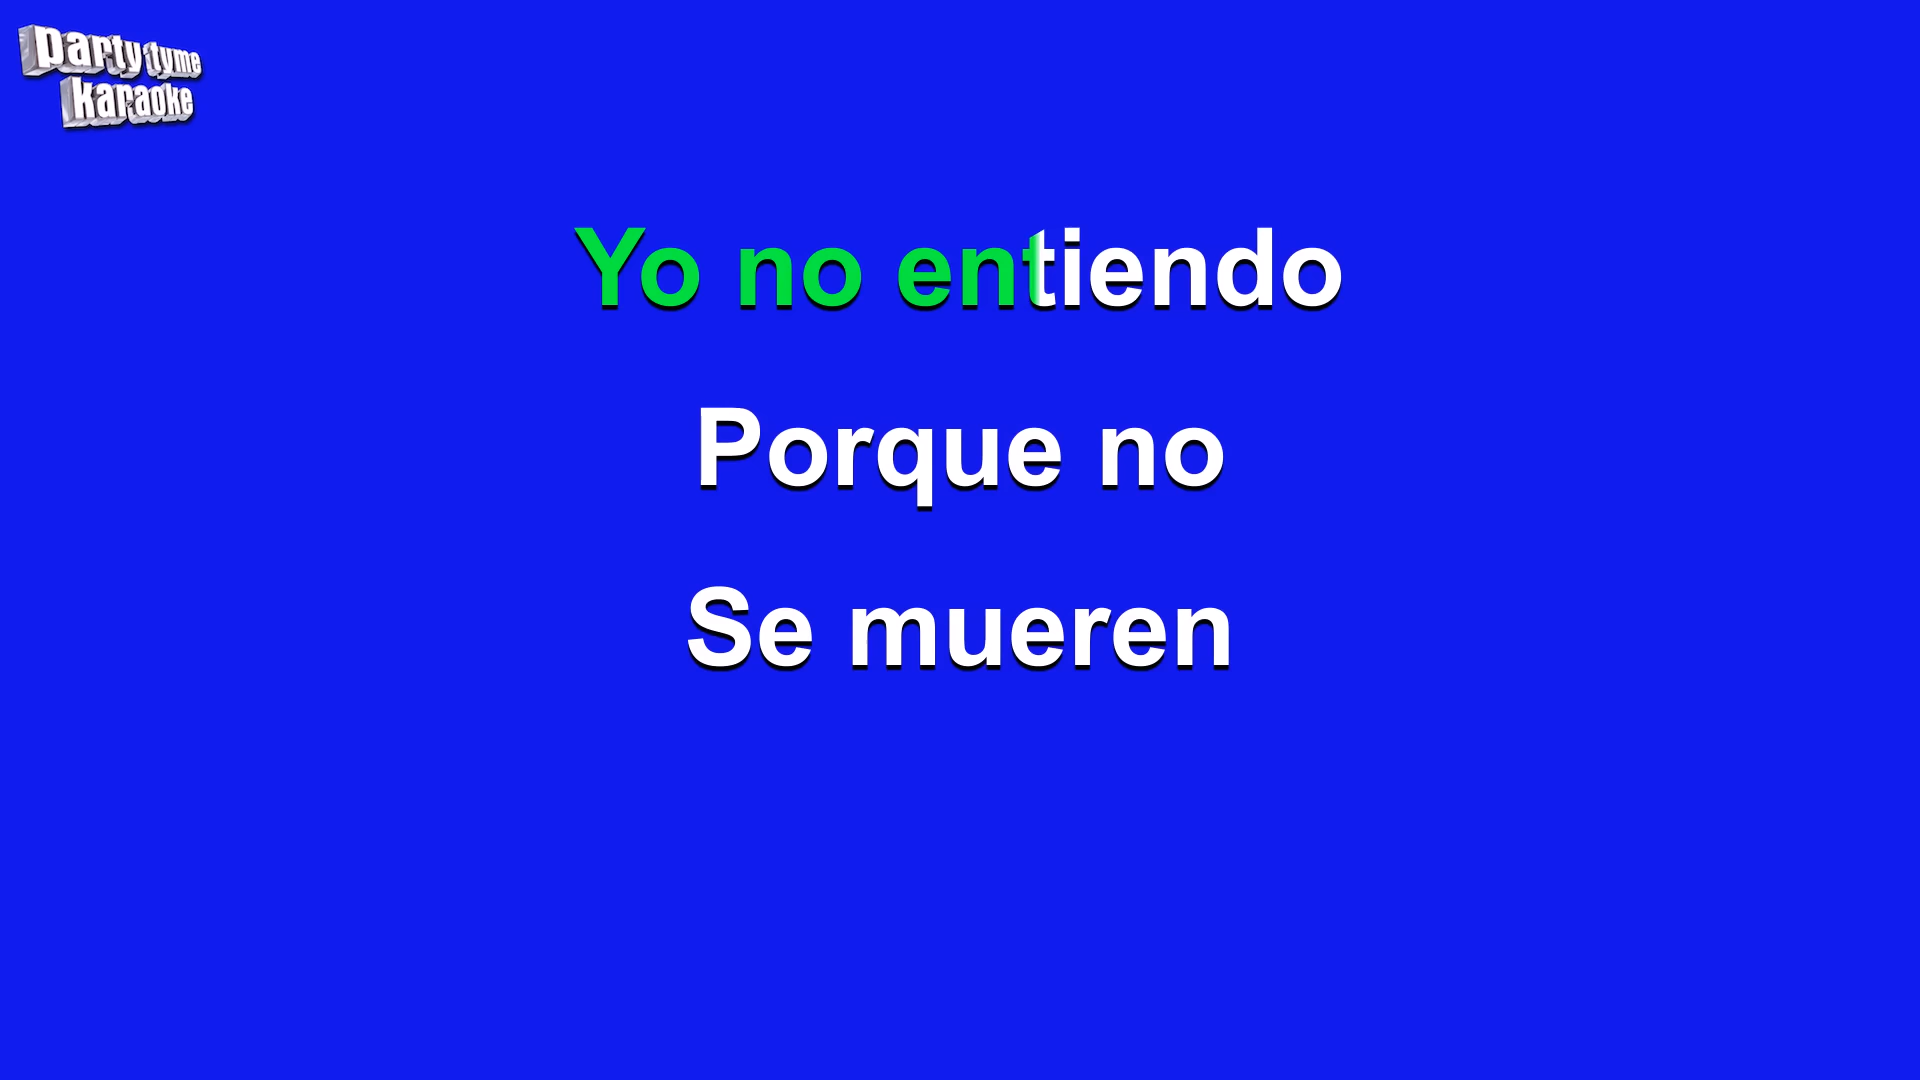 party tyme
karaoke
Yo no entiendo
Porque no
Se mueren